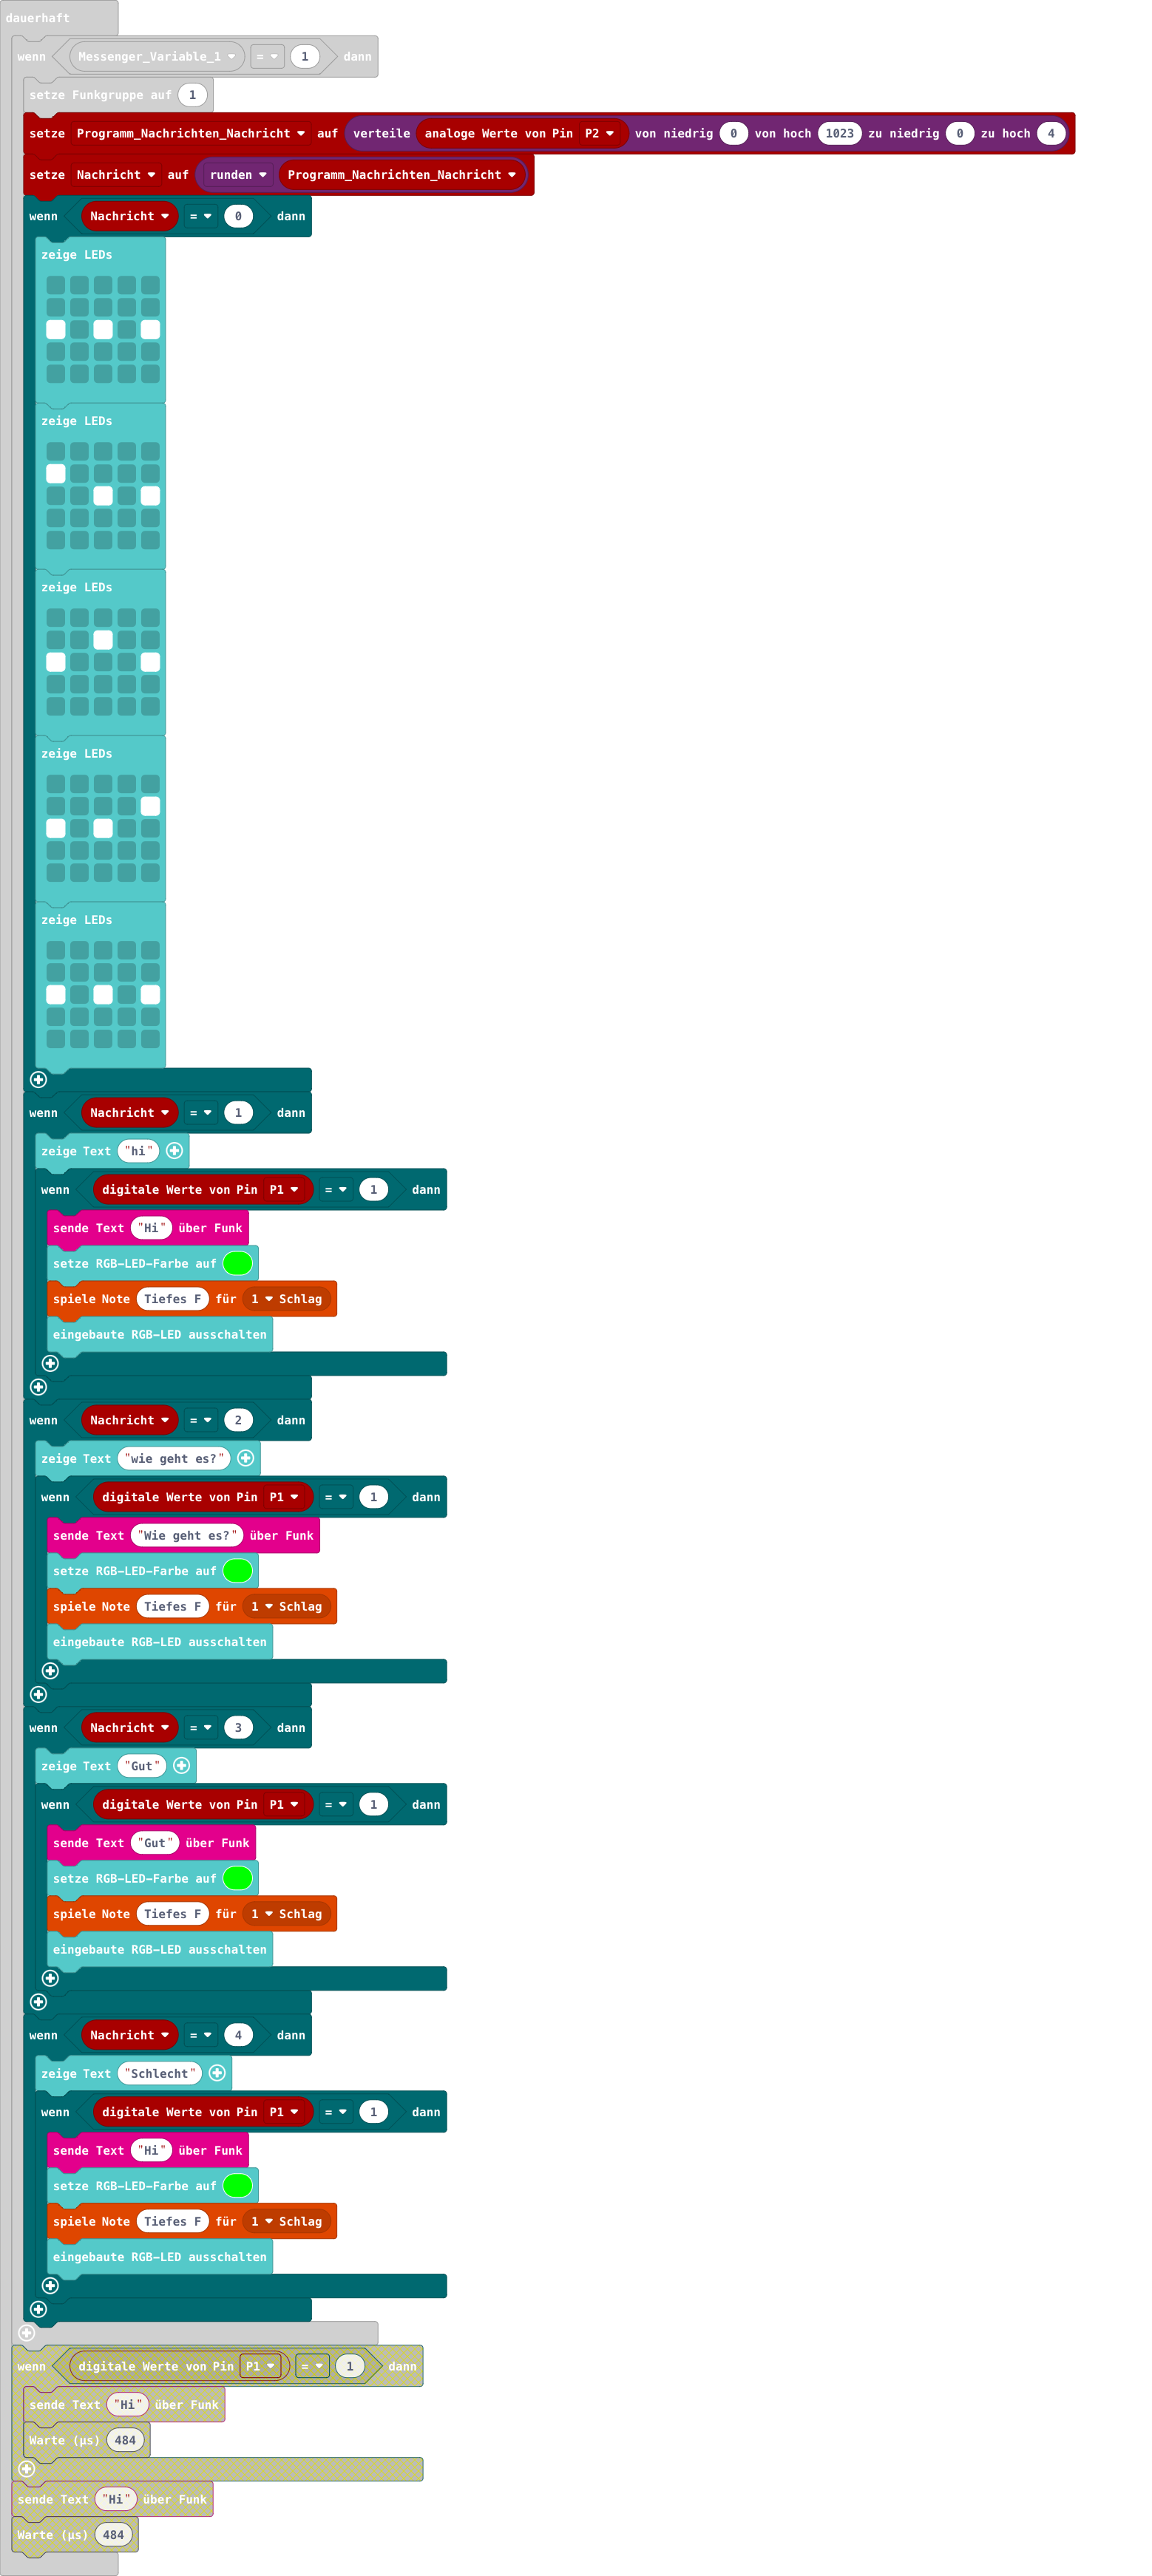 dauerhaft
wenn Messenger_Variable_1 = 1 dann
setze Funkgruppe auf 1
setze Programm_Nachrichten_Nachricht auf verteile analoge Werte von Pin P2 von niedrig 0 von hoch 1023 zu niedrig 0 zu hoch 4
setze Nachricht auf runden Programm_Nachrichten_Nachricht
wenn Nachricht = 0 dann
zeige LEDs
zeige LEDs
zeige LEDs
zeige LEDs
zeige LEDs
wenn Nachricht = 1 dann
zeige Text "hi"
wenn digitale Werte von Pin P1 = 1 dann
sende Text "Hi" über Funk
setze RGB-LED-Farbe auf
spiele Note Tiefes F für 1 Schlag
eingebaute RGB-LED ausschalten
wenn Nachricht = 2 dann
zeige Text "wie geht es?"
wenn digitale Werte von Pin P1 = 1 dann
sende Text "Wie geht es?" über Funk
setze RGB-LED-Farbe auf
spiele Note Tiefes F für 1 Schlag
eingebaute RGB-LED ausschalten
wenn Nachricht = 3 dann
zeige Text "Gut"
wenn digitale Werte von Pin P1 = 1 dann
sende Text "Gut" über Funk
setze RGB-LED-Farbe auf
spiele Note Tiefes F für 1 Schlag
eingebaute RGB-LED ausschalten
wenn Nachricht = 4 dann
zeige Text "Schlecht"
wenn digitale Werte von Pin P1 = 1 dann
sende Text "Hi" über Funk
setze RGB-LED-Farbe auf
spiele Note Tiefes F für 1 Schlag
eingebaute RGB-LED ausschalten
wenn digitale Werte von Pin P1 = 1 dann
sende Text "Hi" über Funk
Warte (µs) 484
sende Text "Hi" über Funk
Warte (µs) 484